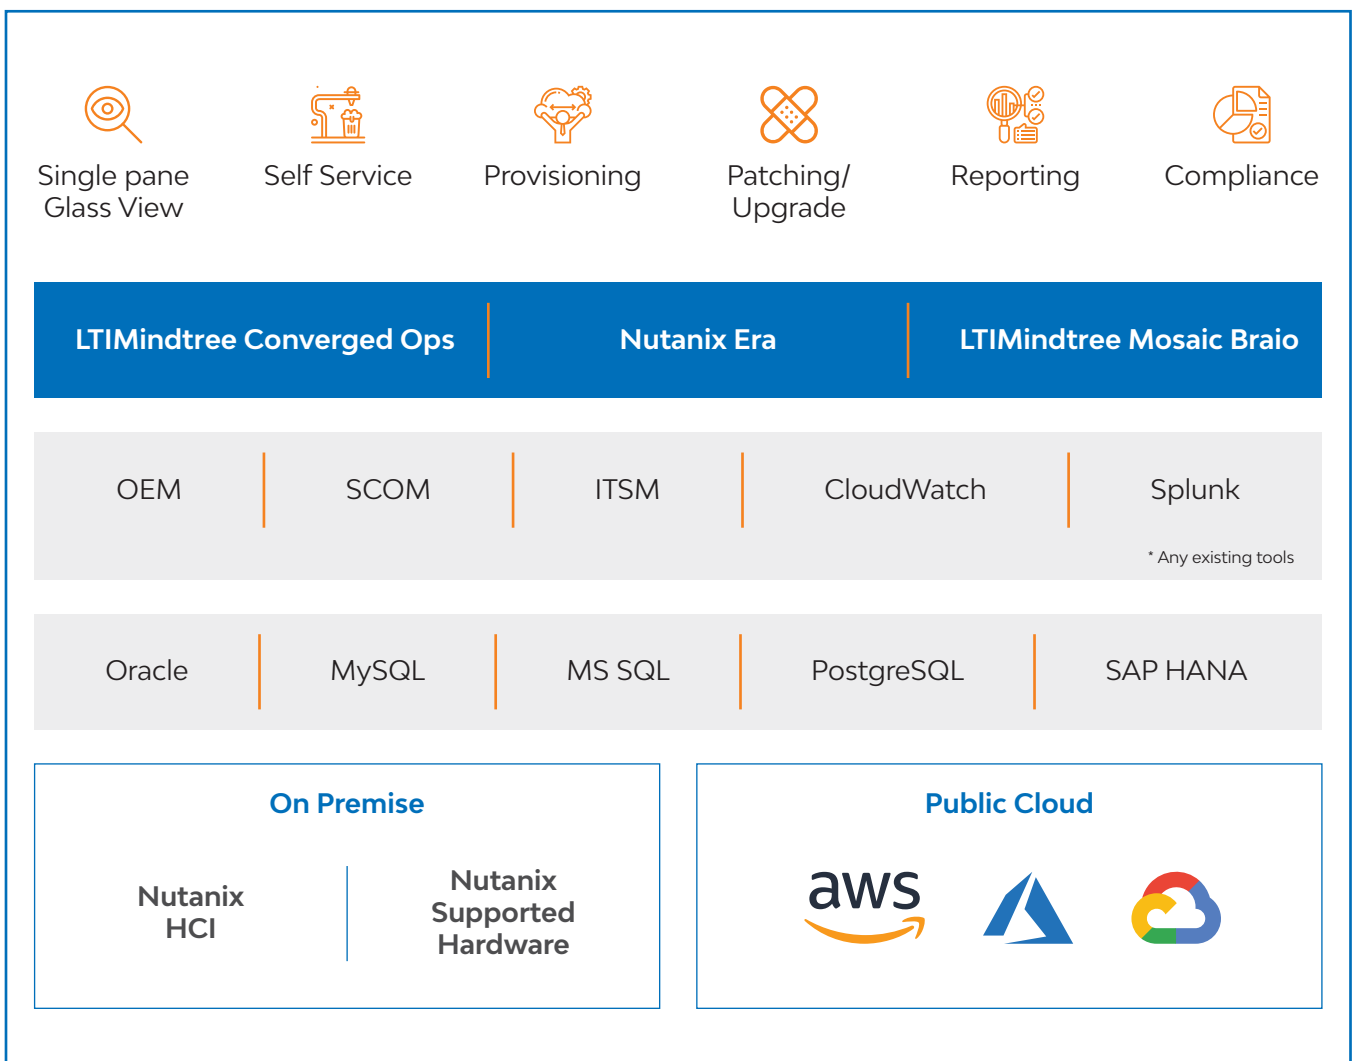 Single pane
Glass View
Self Service
Provisioning
Patching/
Upgrade
Reporting
Compliance
LTIMindtree Converged Ops
Nutanix Era
LTIMindtree Mosaic Braio
OEM
SCOM
ITSM
CloudWatch
Splunk
* Any existing tools
Oracle
MySQL
MS SQL
PostgreSQL
SAP HANA
On Premise
Nutanix
HCI
Nutanix
Supported
Hardware
Public Cloud
aws